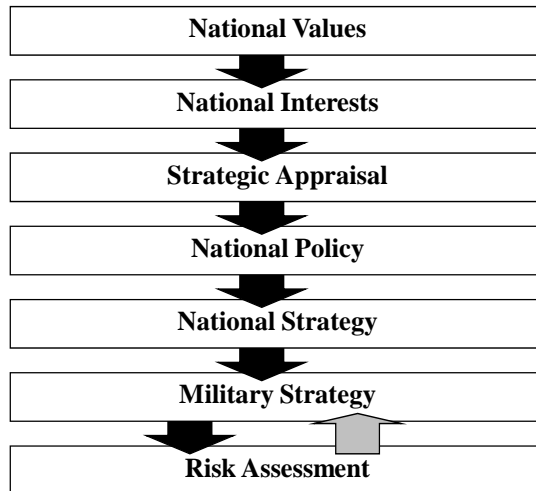 National Values
National Interests
Strategic Appraisal
National Policy
National Strategy
Military Strategy
Risk Assessment